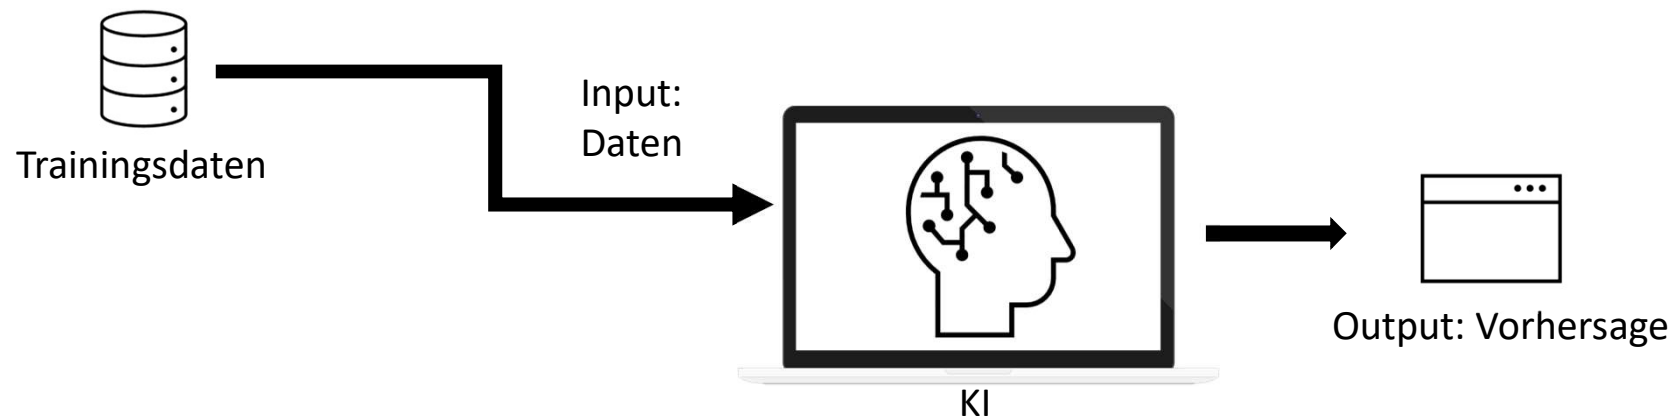 Trainingsdaten
Input:
Daten
KI
Output: Vorhersage